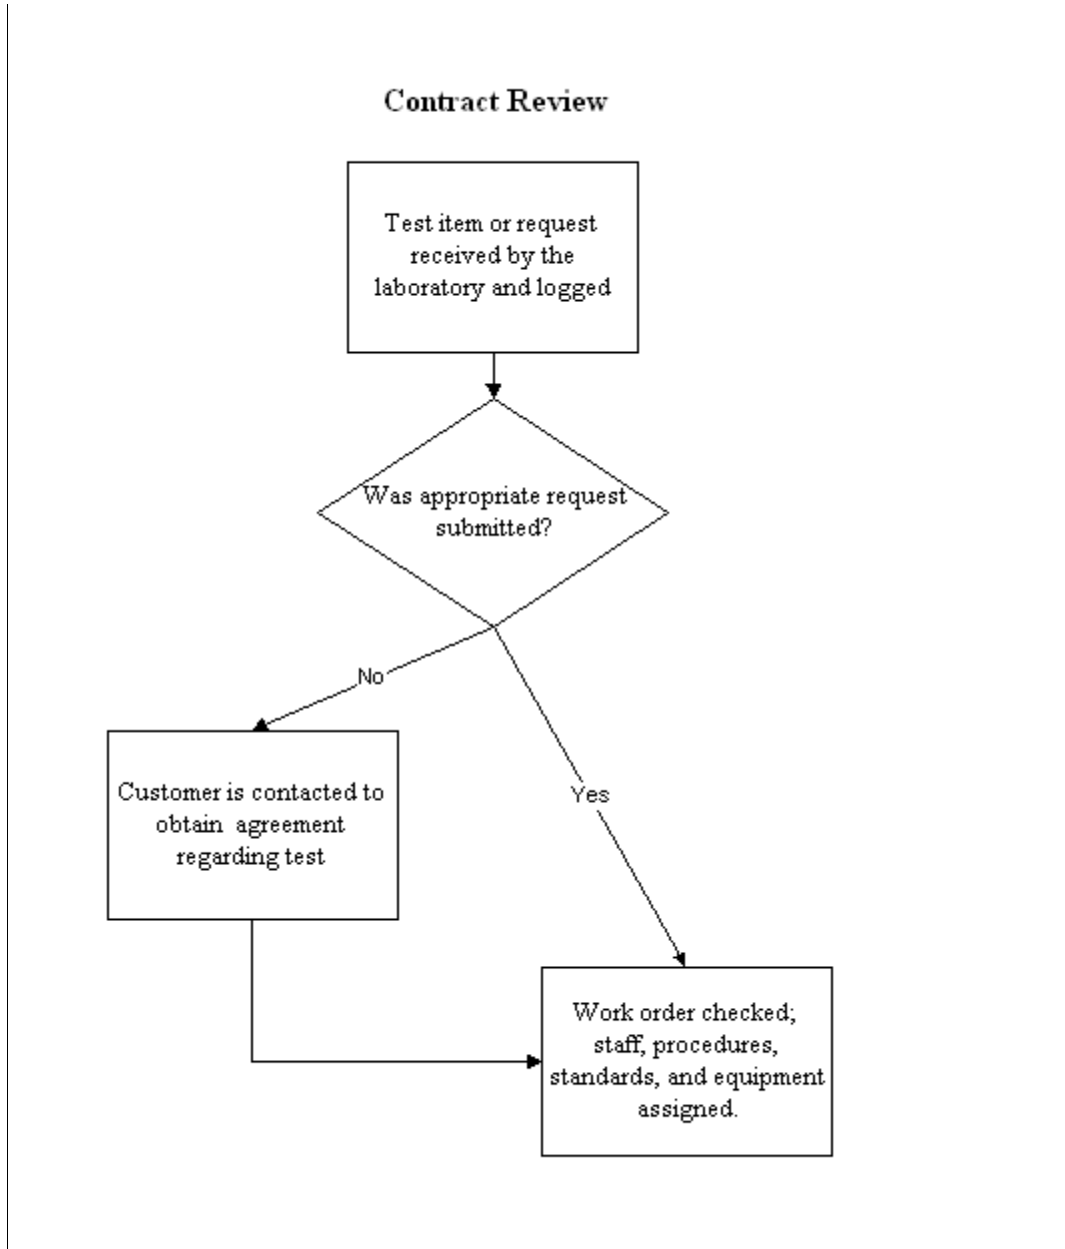 Contract Review
Test item or request
received by the
laboratory and logged
Was appropriate request
submitted?
No
Yes
Customer is contacted to
obtain agreement
regarding test
Work order checked;
staff, procedures,
standards, and equipment
assigned.